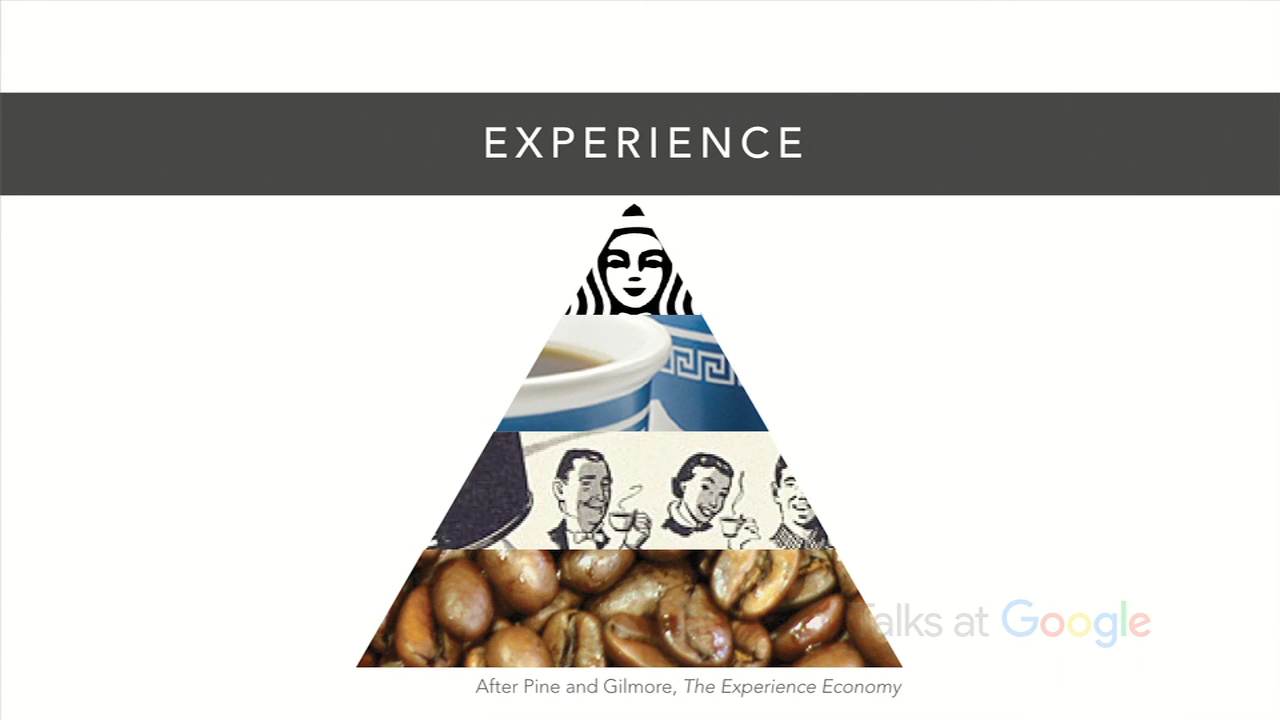 EXPERIENCE
Talks at Google
After Pine and Gilmore, The Experience Economy